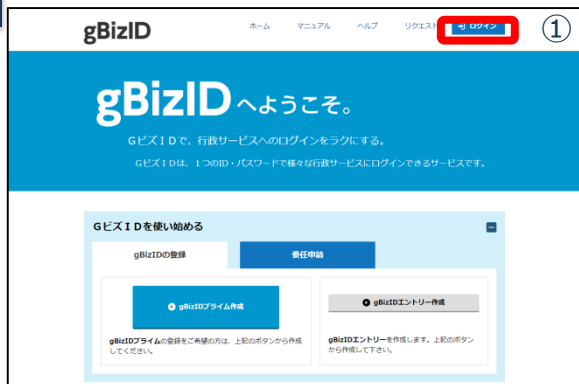 gBizID
ホーム マニュアル ヘルプ リクエスト ログイン
①
gBizIDへようこそ。
GビズIDで、行政サービスへのログインをラクにする。
GビズIDは、1つのID・パスワードで様々な行政サービスにログインできるサービスです。
GビズIDを使い始める
gBizIDの登録 委任申請
gBizIDプライム作成
gBizIDエントリー作成
gBizIDプライムの登録をご希望の方は、上記のボタンから作成
してください。
gBizIDエントリーを作成します。上記のボタン
から作成して下さい。